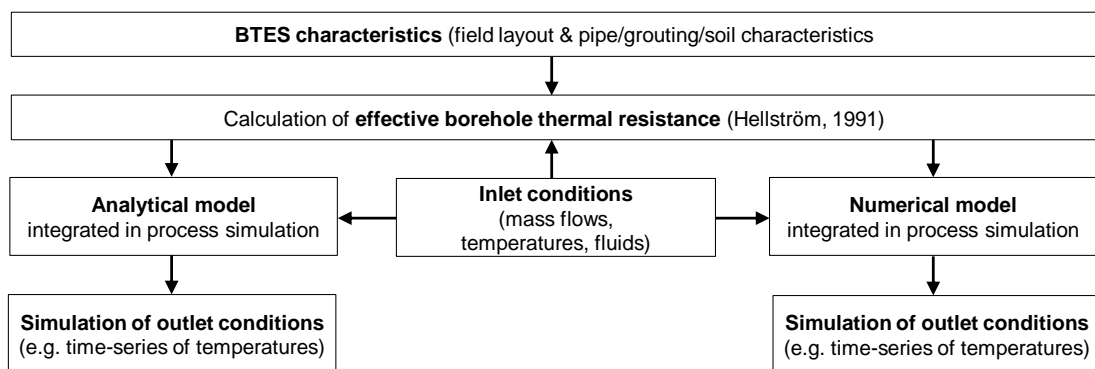 BTES characteristics (field layout & pipe/grouting/soil characteristics
Calculation of effective borehole thermal resistance (Hellström, 1991)
Analytical model
integrated in process simulation
Inlet conditions
(mass flows,
temperatures, fluids)
Numerical model
integrated in process simulation
Simulation of outlet conditions
(e.g. time-series of temperatures)
Simulation of outlet conditions
(e.g. time-series of temperatures)